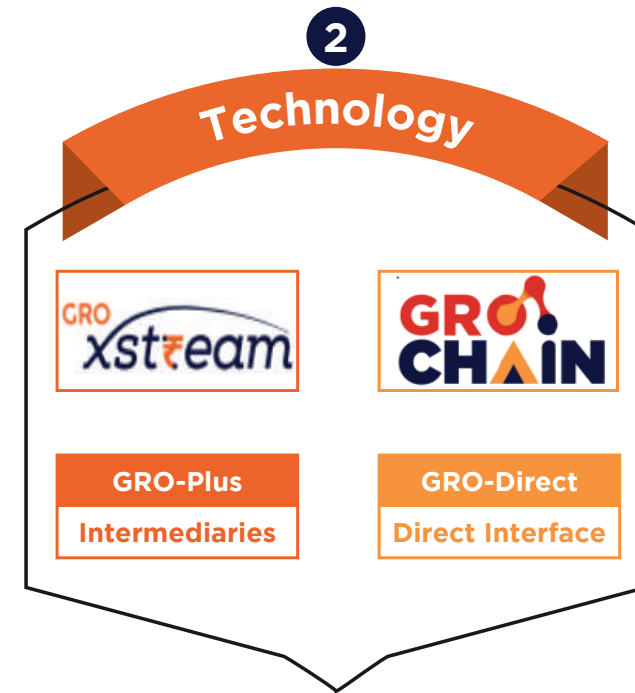 2
Technology
GRO
xst₹eam
GRO
CHAIN
GRO-Plus
Intermediaries
GRO-Direct
Direct Interface